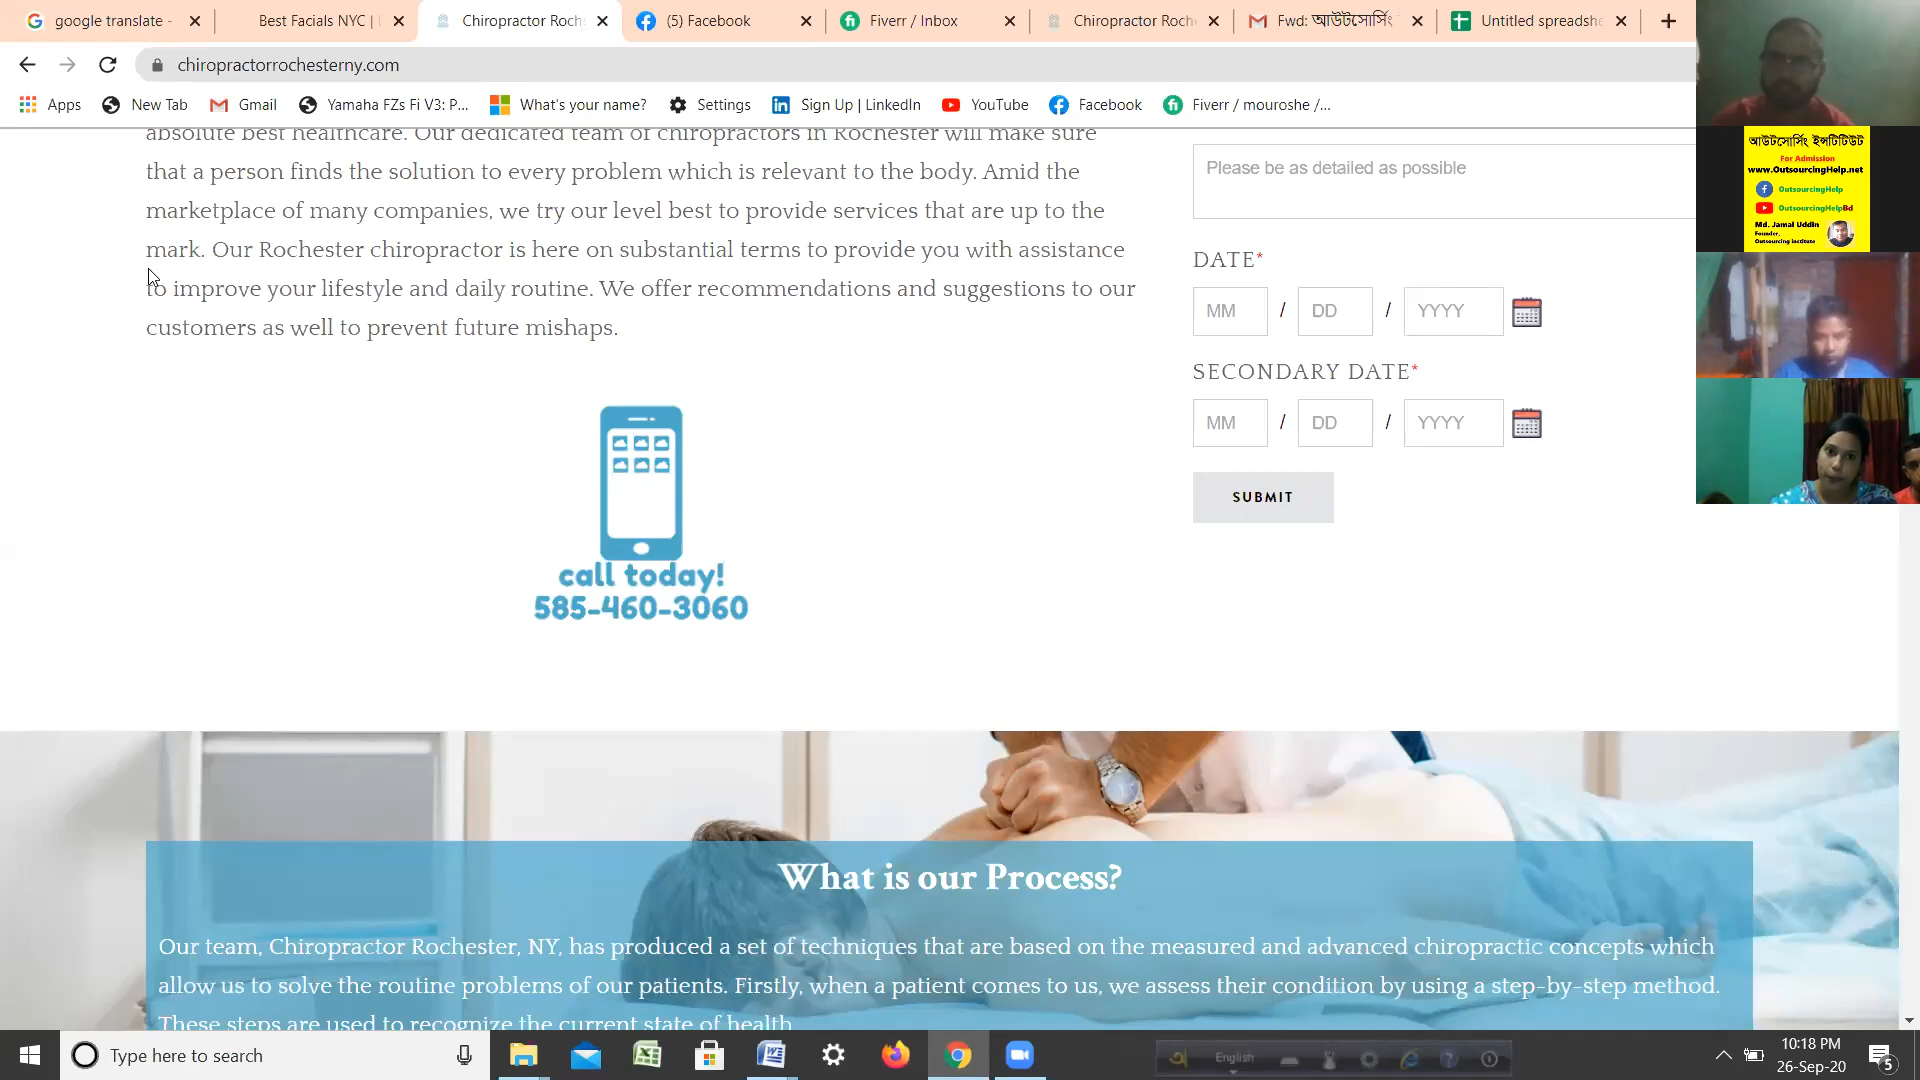 google translate -
Best Facials NYC |
Chiropractor Roch
(5) Facebook
Fiverr / Inbox
Chiropractor Roch
Fwd: আউটসোর্সিং
Untitled spreadshe
chiropractorrochesterny.com
Apps
New Tab
Gmail
Yamaha FZs Fi V3: P...
What's your name?
Settings
Sign Up | LinkedIn
YouTube
Facebook
Fiverr / mouroshe /...
absolute best healthcare. Our dedicated team of chiropractors in Rochester will make sure
that a person finds the solution to every problem which is relevant to the body. Amid the
marketplace of many companies, we try our level best to provide services that are up to the
mark. Our Rochester chiropractor is here on substantial terms to provide you with assistance
to improve your lifestyle and daily routine. We offer recommendations and suggestions to our
customers as well to prevent future mishaps.
call today!
585-460-3060
Please be as detailed as possible
DATE*
MM / DD / YYYY
SECONDARY DATE*
MM / DD / YYYY
SUBMIT
আউটসোর্সিং ইন্সটিটিউট
For Admission
www.OutsourcingHelp.net
OutsourcingHelp
OutsourcingHelpBd
Md. Jamal Uddin
Founder,
Outsourcing institute
What is our Process?
Our team, Chiropractor Rochester, NY, has produced a set of techniques that are based on the measured and advanced chiropractic concepts which
allow us to solve the routine problems of our patients. Firstly, when a patient comes to us, we assess their condition by using a step-by-step method.
These steps are used to recognize the current state of health
Type here to search
English
10:18 PM
26-Sep-20
5